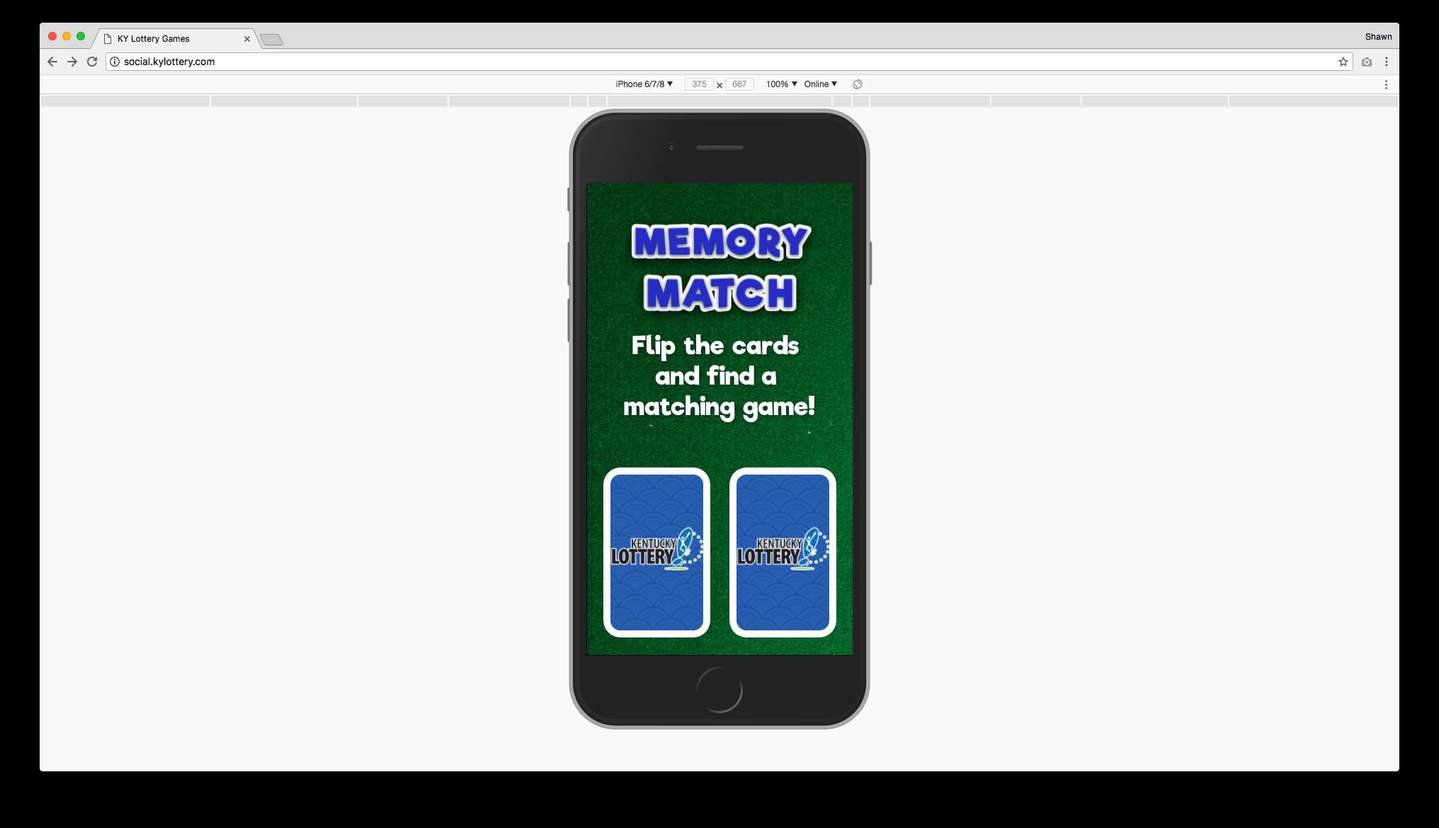 KY Lottery Games
Shawn
social.kylottery.com
iPhone 6/7/8 ▼ 375 × 667 100% ▼ Online ▼
MEMORY
MATCH
Flip the cards
and find a
matching game!
KENTUCKY
LOTTERY
KENTUCKY
LOTTERY